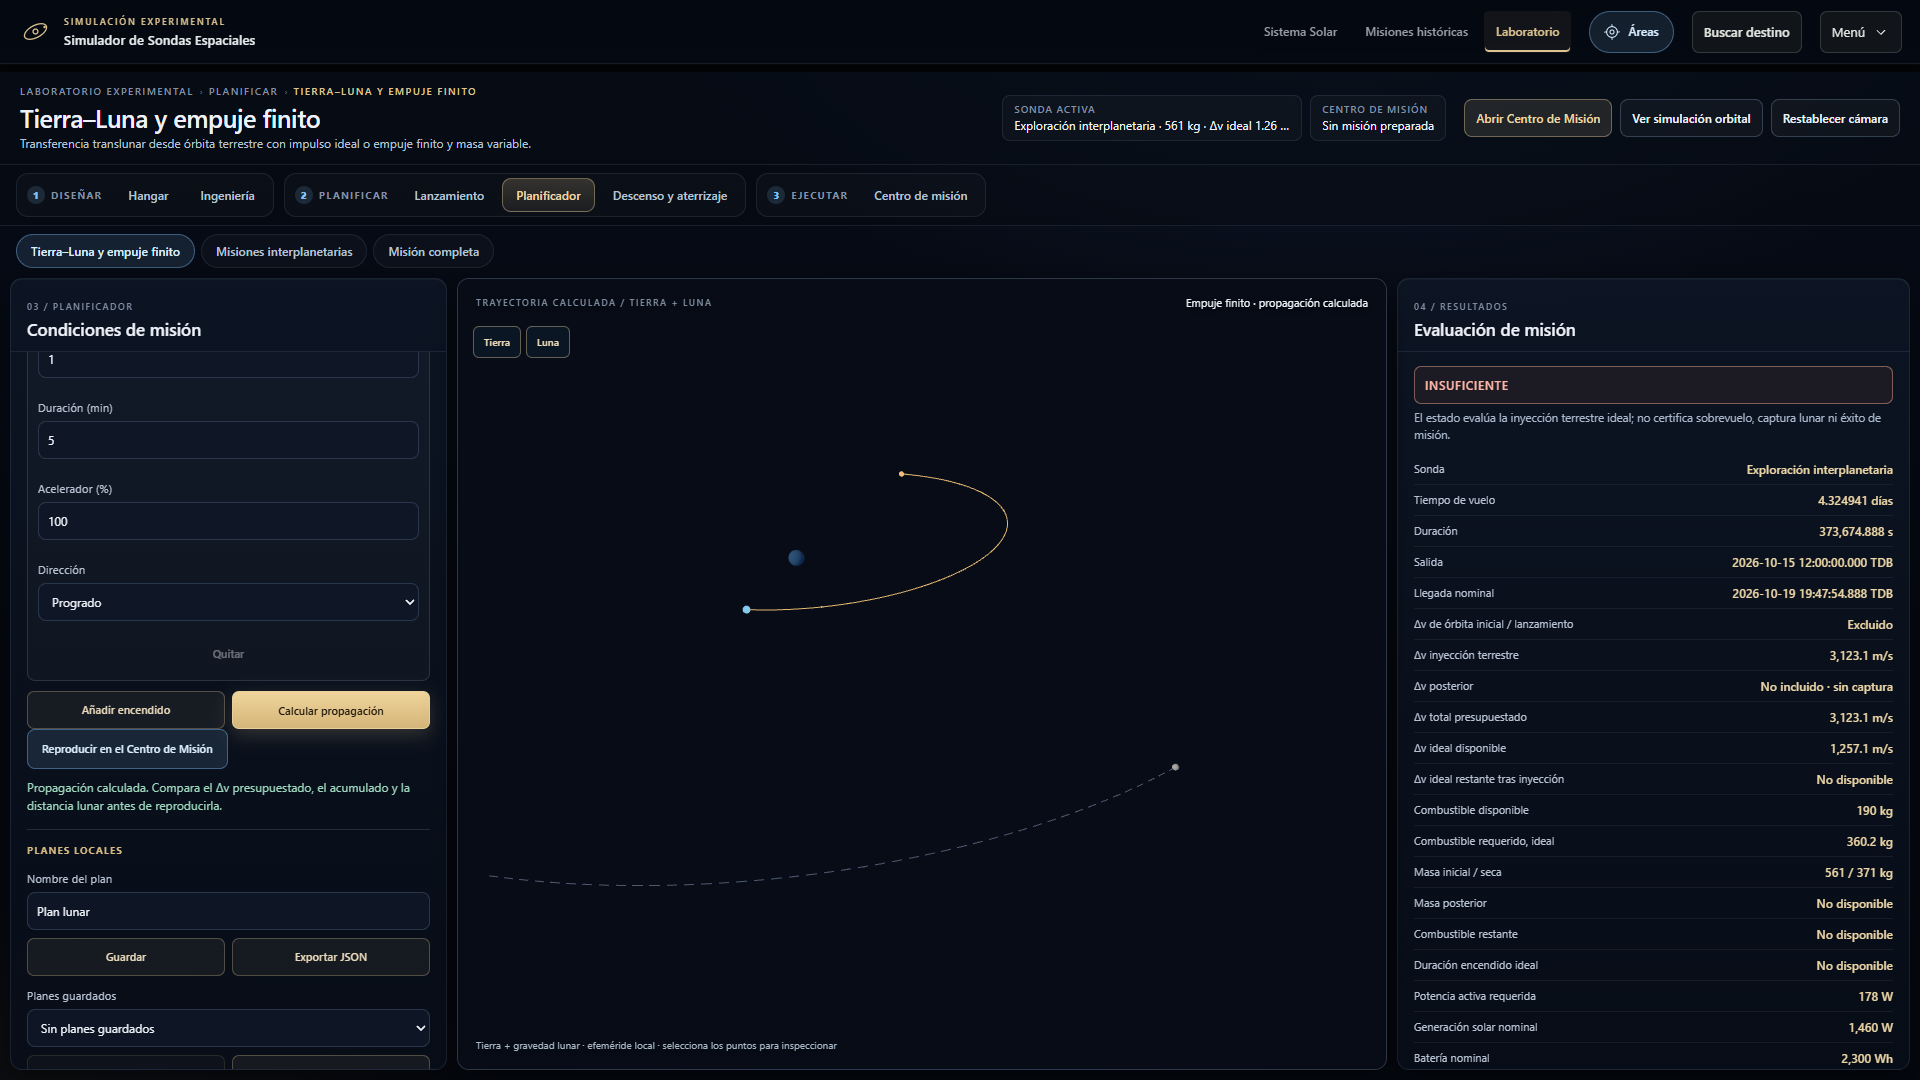 SIMULACIÓN EXPERIMENTAL
Simulador de Sondas Espaciales
Sistema Solar
Misiones históricas
Laboratorio
Áreas
Buscar destino
Menú
LABORATORIO EXPERIMENTAL › PLANIFICAR › TIERRA–LUNA Y EMPUJE FINITO
Tierra–Luna y empuje finito
Transferencia translunar desde órbita terrestre con impulso ideal o empuje finito y masa variable.
SONDA ACTIVA
Exploración interplanetaria · 561 kg · Δv ideal 1.26 ...
CENTRO DE MISIÓN
Sin misión preparada
Abrir Centro de Misión
Ver simulación orbital
Restablecer cámara
1 DISEÑAR
Hangar
Ingeniería
2 PLANIFICAR
Lanzamiento
Planificador
Descenso y aterrizaje
3 EJECUTAR
Centro de misión
Tierra–Luna y empuje finito
Misiones interplanetarias
Misión completa
03 / PLANIFICADOR
Condiciones de misión
1
Duración (min)
5
Acelerador (%)
100
Dirección
Progrado
Quitar
Añadir encendido
Calcular propagación
Reproducir en el Centro de Misión
Propagación calculada. Compara el Δv presupuestado, el acumulado y la
distancia lunar antes de reproducirla.
PLANES LOCALES
Nombre del plan
Plan lunar
Guardar
Exportar JSON
Planes guardados
Sin planes guardados
TRAYECTORIA CALCULADA / TIERRA + LUNA
Empuje finito · propagación calculada
Tierra
Luna
Tierra + gravedad lunar · efeméride local · selecciona los puntos para inspeccionar
04 / RESULTADOS
Evaluación de misión
INSUFICIENTE
El estado evalúa la inyección terrestre ideal; no certifica sobrevuelo, captura lunar ni éxito de
misión.
Sonda Exploración interplanetaria
Tiempo de vuelo 4.324941 días
Duración 373,674.888 s
Salida 2026-10-15 12:00:00.000 TDB
Llegada nominal 2026-10-19 19:47:54.888 TDB
Δv de órbita inicial / lanzamiento Excluido
Δv inyección terrestre 3,123.1 m/s
Δv posterior No incluido · sin captura
Δv total presupuestado 3,123.1 m/s
Δv ideal disponible 1,257.1 m/s
Δv ideal restante tras inyección No disponible
Combustible disponible 190 kg
Combustible requerido, ideal 360.2 kg
Masa inicial / seca 561 / 371 kg
Masa posterior No disponible
Combustible restante No disponible
Duración encendido ideal No disponible
Potencia activa requerida 178 W
Generación solar nominal 1,460 W
Batería nominal 2,300 Wh